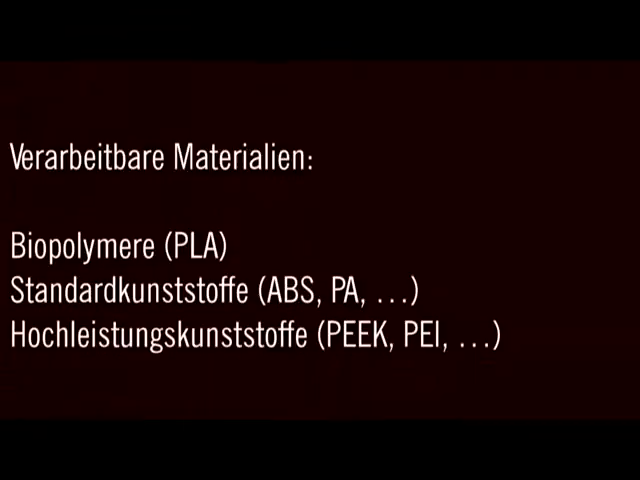 Verarbeitbare Materialien:
Biopolymere (PLA)
Standardkunststoffe (ABS, PA, ...)
Hochleistungskunststoffe (PEEK, PEI, ...)